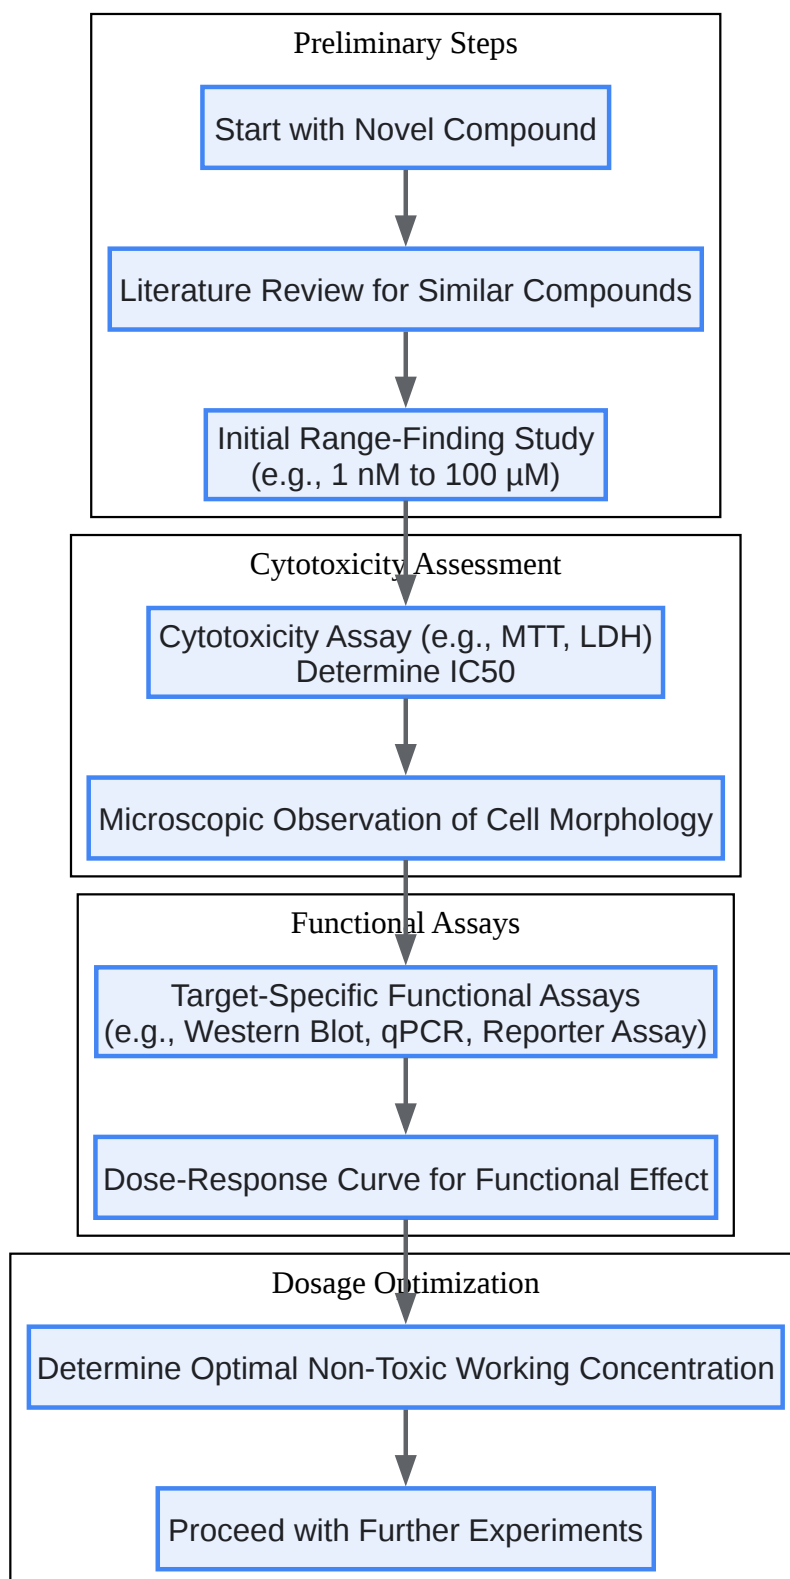 Preliminary Steps
Start with Novel Compound
Literature Review for Similar Compounds
Initial Range-Finding Study
(e.g., 1 nM to 100 µM)
Cytotoxicity Assessment
Cytotoxicity Assay (e.g., MTT, LDH)
Determine IC50
Microscopic Observation of Cell Morphology
Functional Assays
Target-Specific Functional Assays
(e.g., Western Blot, qPCR, Reporter Assay)
Dose-Response Curve for Functional Effect
Dosage Optimization
Determine Optimal Non-Toxic Working Concentration
Proceed with Further Experiments